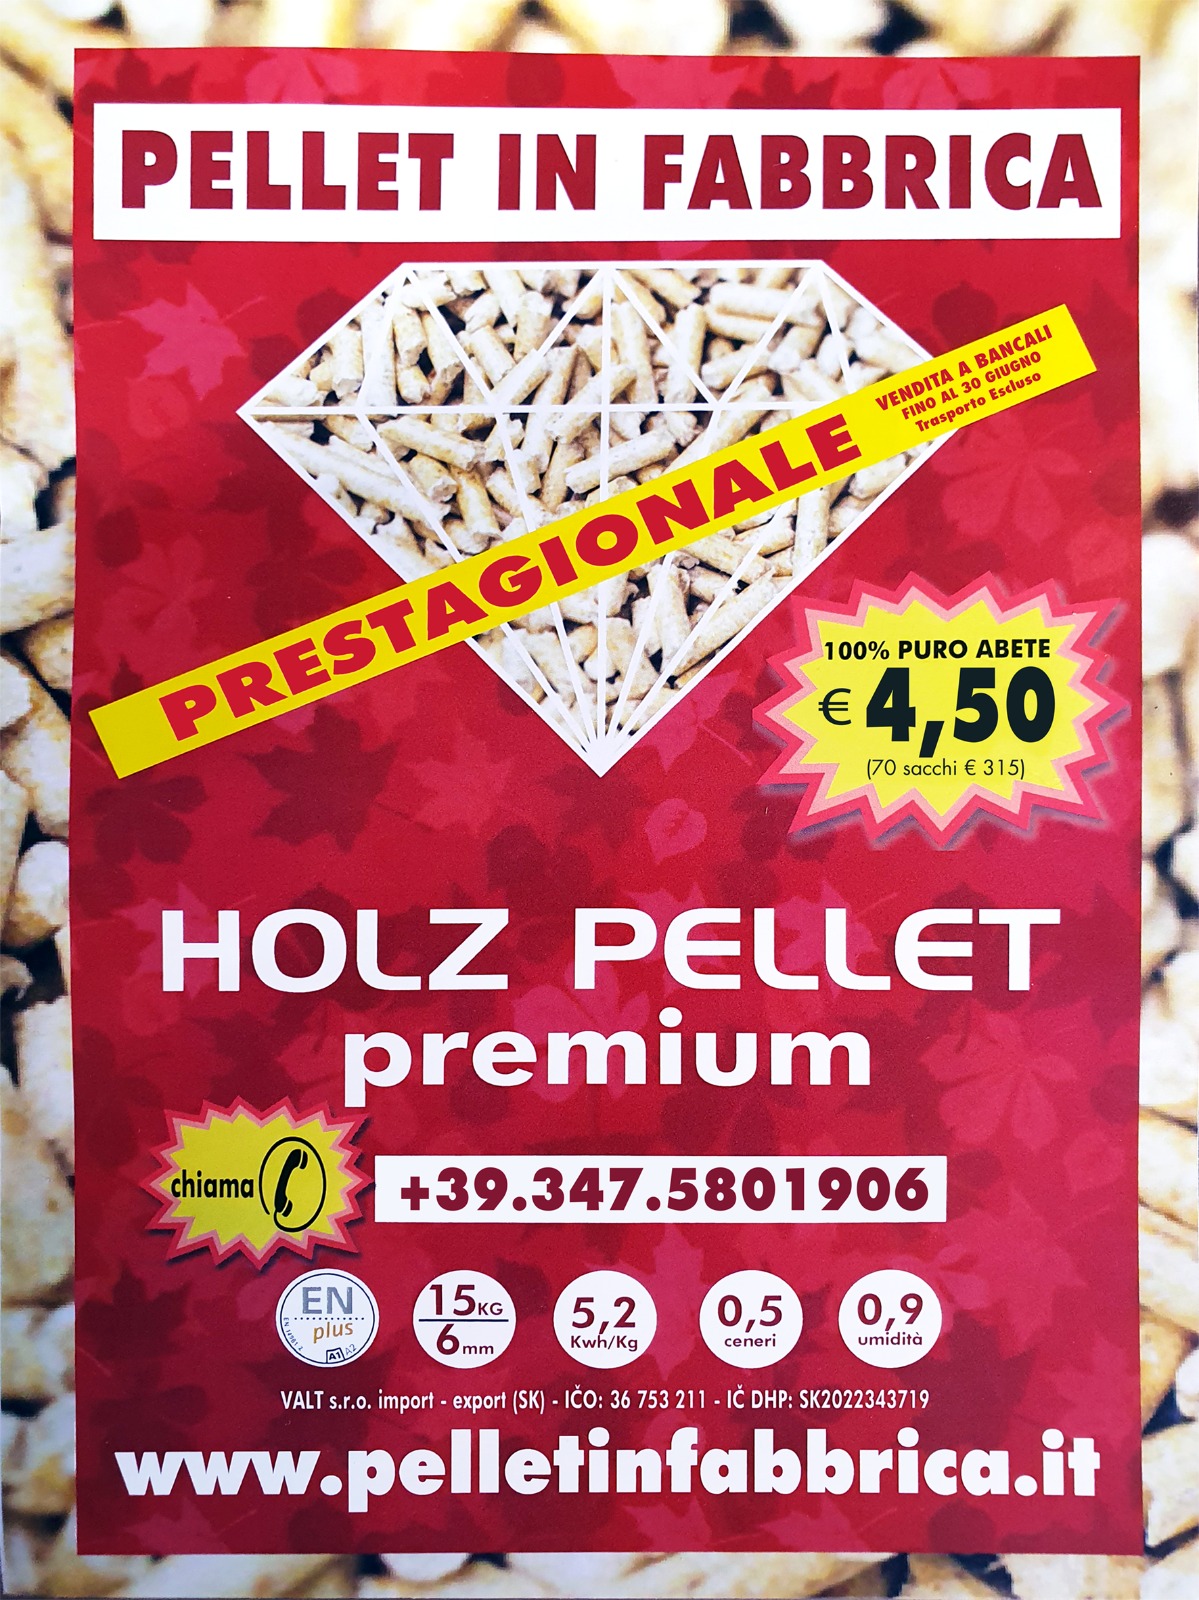 PELLET IN FABBRICA
VENDITA A BANCALI
FINO AL 30 GIUGNO
Trasporto Escluso
PRESTAGIONALE
100% PURO ABETE
€ 4,50
(70 sacchi € 315)
HOLZ PELLET
premium
chiama
+39.347.5801906
EN
plus
A1 A2
15KG
6mm
5,2
Kwh/Kg
0,5
ceneri
0,9
umidità
VALT s.r.o. import - export (SK) - IČO: 36 753 211 - IČ DHP: SK2022343719
www.pelletinfabbrica.it